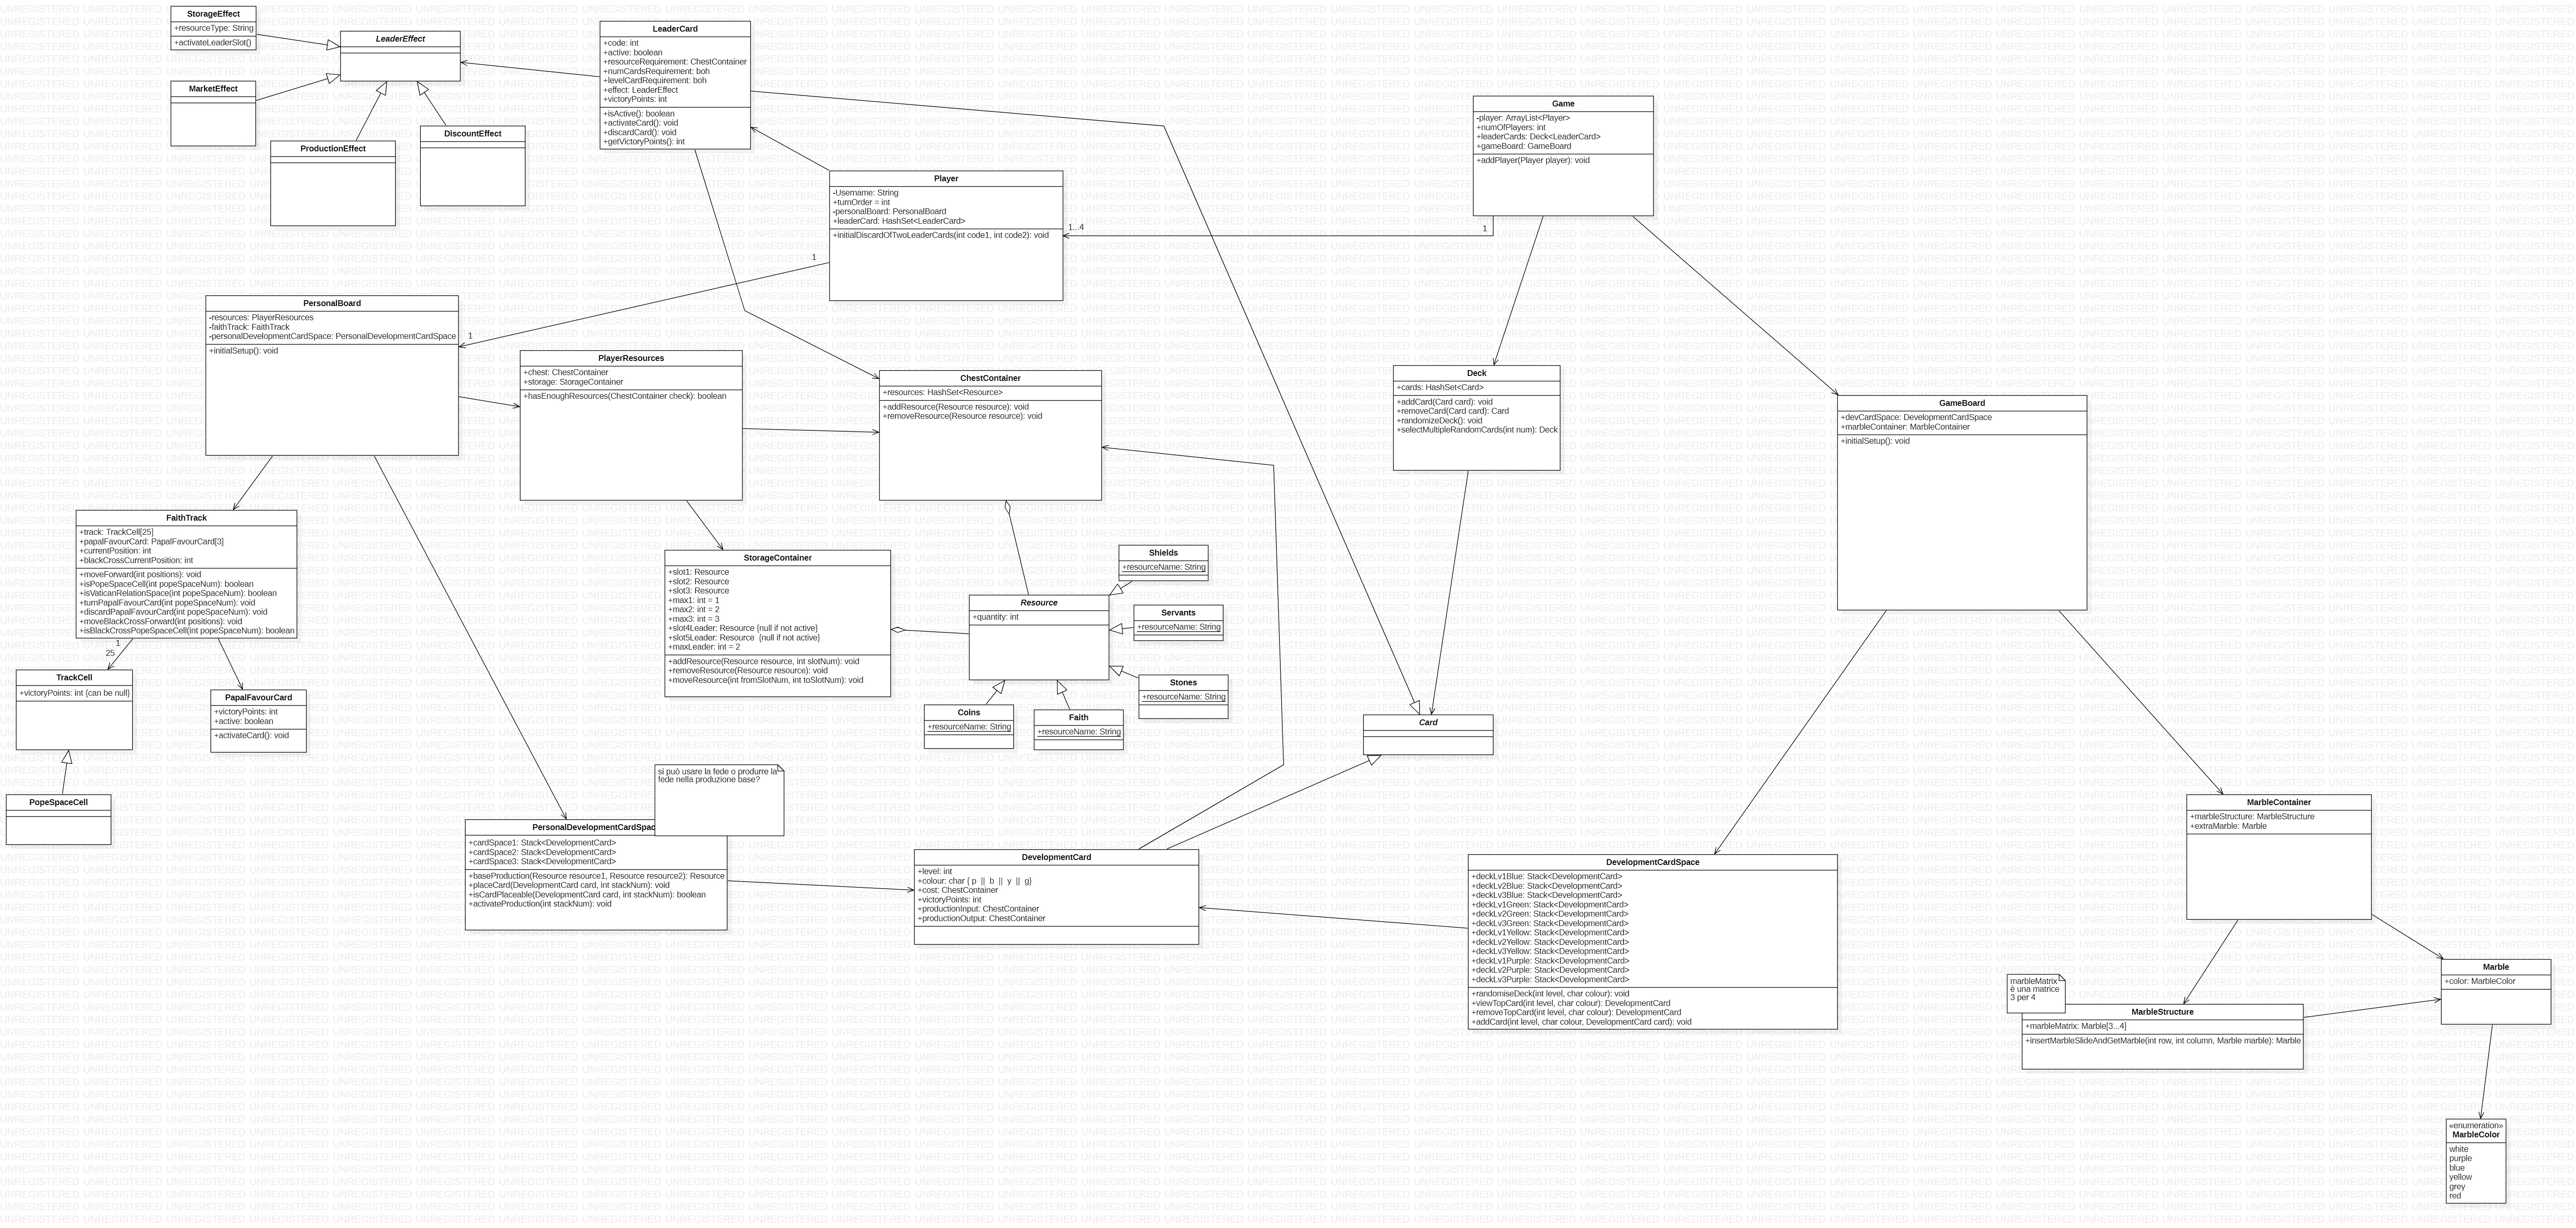 StorageEffect
+resourceType: String
+activateLeaderSlot()
LeaderEffect
MarketEffect
ProductionEffect
DiscountEffect
LeaderCard
+code: int
+active: boolean
+resourceRequirement: ChestContainer
+numCardsRequirement: boh
+levelCardRequirement: boh
+effect: LeaderEffect
+victoryPoints: int
+isActive(): boolean
+activateCard(): void
+discardCard(): void
+getVictoryPoints(): int
Game
-player: ArrayList<Player>
+numOfPlayers: int
+leaderCards: Deck<LeaderCard>
+gameBoard: GameBoard
+addPlayer(Player player): void
Player
-Username: String
+turnOrder = int
-personalBoard: PersonalBoard
+leaderCard: HashSet<LeaderCard>
+initialDiscardOfTwoLeaderCards(int code1, int code2): void
1...4
1
1
1
PersonalBoard
-resources: PlayerResources
-faithTrack: FaithTrack
-personalDevelopmentCardSpace: PersonalDevelopmentCardSpace
+initialSetup(): void
PlayerResources
+chest: ChestContainer
+storage: StorageContainer
+hasEnoughResources(ChestContainer check): boolean
ChestContainer
+resources: HashSet<Resource>
+addResource(Resource resource): void
+removeResource(Resource resource): void
Deck
+cards: HashSet<Card>
+addCard(Card card): void
+removeCard(Card card): Card
+randomizeDeck(): void
+selectMultipleRandomCards(int num): Deck
GameBoard
+devCardSpace: DevelopmentCardSpace
+marbleContainer: MarbleContainer
+initialSetup(): void
FaithTrack
+track: TrackCell[25]
+papalFavourCard: PapalFavourCard[3]
+currentPosition: int
+blackCrossCurrentPosition: int
+moveForward(int positions): void
+isPopeSpaceCell(int popeSpaceNum): boolean
+isVaticanRelationSpace(int popeSpaceNum): boolean
+turnPapalFavourCard(int popeSpaceNum): void
+discardPapalFavourCard(int popeSpaceNum): void
+moveBlackCrossForward(int positions): void
+isBlackCrossPopeSpaceCell(int popeSpaceNum): boolean
1
25
TrackCell
+victoryPoints: int {can be null}
PapalFavourCard
+victoryPoints: int
+active: boolean
+activateCard(): void
PopeSpaceCell
StorageContainer
+slot1: Resource
+slot2: Resource
+slot3: Resource
+max1: int = 1
+max2: int = 2
+max3: int = 3
+slot4Leader: Resource {null if not active}
+slot5Leader: Resource  {null if not active}
+maxLeader: int = 2
+addResource(Resource resource, int slotNum): void
+removeResource(Resource resource): void
+moveResource(int fromSlotNum, int toSlotNum): void
Resource
+quantity: int
Shields
+resourceName: String
Servants
+resourceName: String
Stones
+resourceName: String
Coins
+resourceName: String
Faith
+resourceName: String
Card
si può usare la fede o produrre la
fede nella produzione base?
PersonalDevelopmentCardSpac
+cardSpace1: Stack<DevelopmentCard>
+cardSpace2: Stack<DevelopmentCard>
+cardSpace3: Stack<DevelopmentCard>
+baseProduction(Resource resource1, Resource resource2): Resource
+placeCard(DevelopmentCard card, int stackNum): void
+isCardPlaceable(DevelopmentCard card, int stackNum): boolean
+activateProduction(int stackNum): void
DevelopmentCard
+level: int
+colour: char { p  ||  b  ||  y  ||  g}
+cost: ChestContainer
+victoryPoints: int
+productionInput: ChestContainer
+productionOutput: ChestContainer
DevelopmentCardSpace
+deckLv1Blue: Stack<DevelopmentCard>
+deckLv2Blue: Stack<DevelopmentCard>
+deckLv3Blue: Stack<DevelopmentCard>
+deckLv1Green: Stack<DevelopmentCard>
+deckLv2Green: Stack<DevelopmentCard>
+deckLv3Green: Stack<DevelopmentCard>
+deckLv1Yellow: Stack<DevelopmentCard>
+deckLv2Yellow: Stack<DevelopmentCard>
+deckLv3Yellow: Stack<DevelopmentCard>
+deckLv1Purple: Stack<DevelopmentCard>
+deckLv2Purple: Stack<DevelopmentCard>
+deckLv3Purple: Stack<DevelopmentCard>
+randomiseDeck(int level, char colour): void
+viewTopCard(int level, char colour): DevelopmentCard
+removeTopCard(int level, char colour): DevelopmentCard
+addCard(int level, char colour, DevelopmentCard card): void
MarbleContainer
+marbleStructure: MarbleStructure
+extraMarble: Marble
Marble
+color: MarbleColor
marbleMatrix
è una matrice
3 per 4
MarbleStructure
+marbleMatrix: Marble[3...4]
+insertMarbleSlideAndGetMarble(int row, int column, Marble marble): Marble
«enumeration»
MarbleColor
white
purple
blue
yellow
grey
red